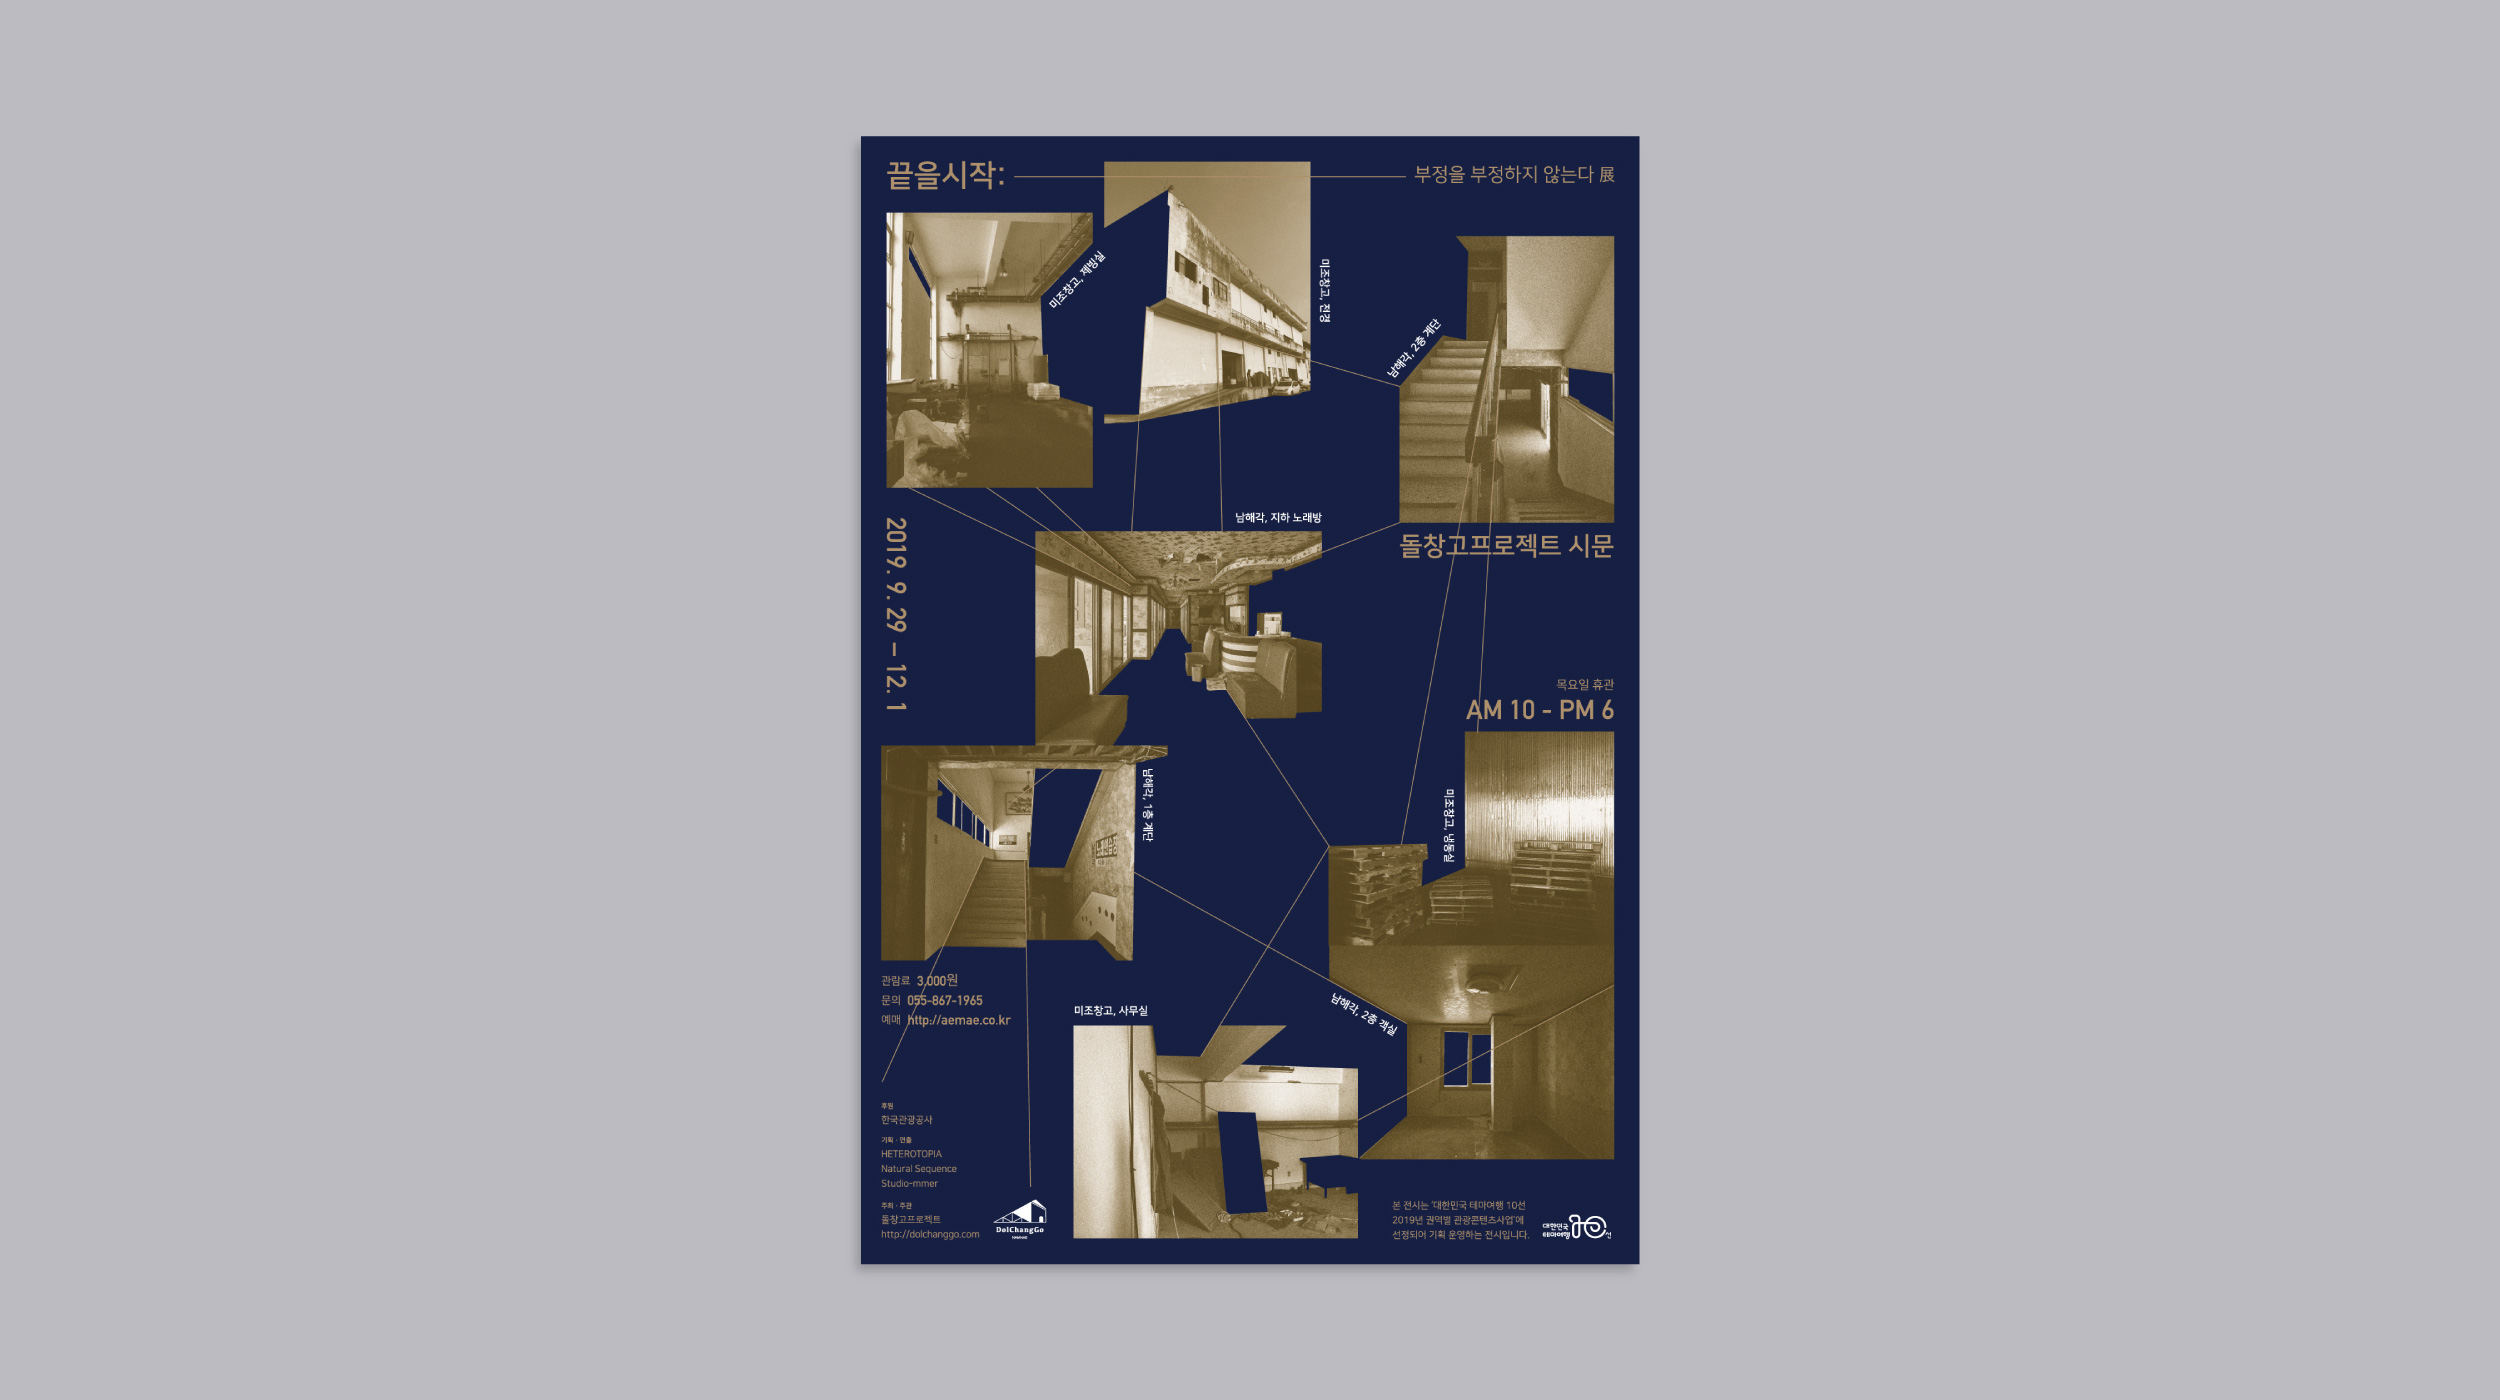 끝을시작:
부정을 부정하지 않는다 展
미조창고, 제빙실
미조창고, 전경
남해각, 2층 계단
남해각, 지하 노래방
돌창고프로젝트 시문
2019. 9. 29 – 12. 1
목요일 휴관
AM 10 - PM 6
남해각, 1층 계단
미조창고, 냉동실
관람료 3,000원
문의 055-867-1965
예매 http://aemae.co.kr
미조창고, 사무실
남해각, 2층 객실
후원
한국관광공사
기획 · 연출
HETEROTOPIA
Natural Sequence
Studio-mmer
주최 · 주관
돌창고프로젝트
http://dolchanggo.com
DolChangGo
본 전시는 '대한민국 테마여행 10선
2019년 권역별 관광콘텐츠사업'에
선정되어 기획 운영하는 전시입니다.
대한민국
테마여행
선